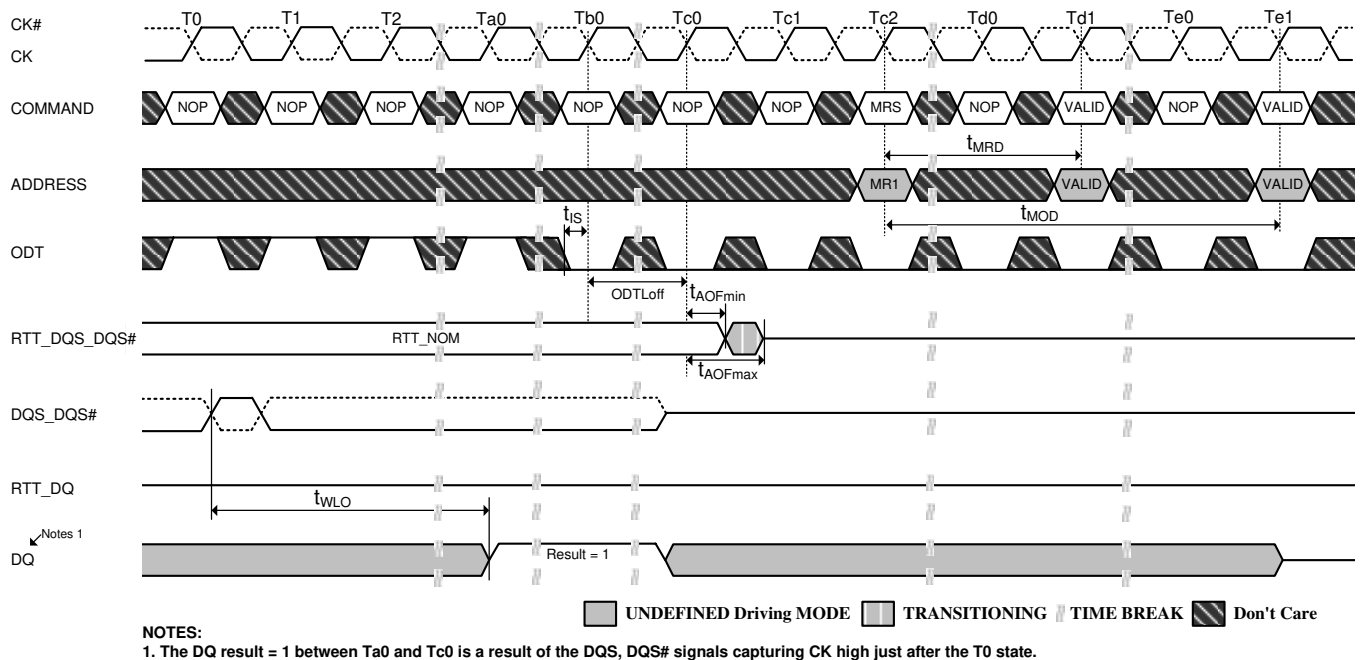 CK#
CK
T0 T1 T2 Ta0 Tb0 Tc0 Tc1 Tc2 Td0 Td1 Te0 Te1
COMMAND NOP NOP NOP NOP NOP NOP NOP MRS NOP VALID NOP VALID
tMRD
ADDRESS MR1 VALID VALID
tIS
tMOD
ODT
ODTLoff
tAOFmin
RTT_DQS_DQS# RTT_NOM
tAOFmax
DQS_DQS#
RTT_DQ
tWLO
Notes 1
DQ Result = 1
UNDEFINED Driving MODE TRANSITIONING TIME BREAK Don't Care
NOTES:
1. The DQ result = 1 between Ta0 and Tc0 is a result of the DQS, DQS# signals capturing CK high just after the T0 state.